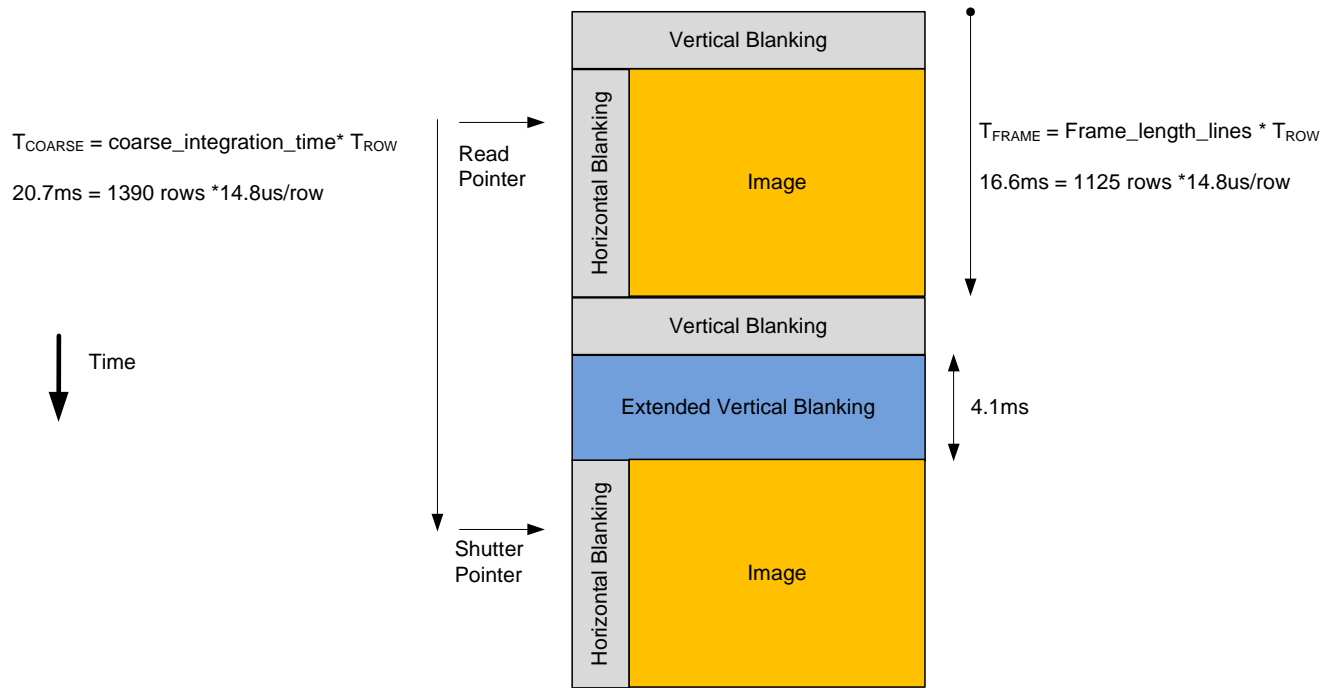 Vertical Blanking
T_COARSE = coarse_integration_time* T_ROW
20.7ms = 1390 rows *14.8us/row
Read
Pointer
Horizontal Blanking
Image
T_FRAME = Frame_length_lines * T_ROW
16.6ms = 1125 rows *14.8us/row
Vertical Blanking
Time
Extended Vertical Blanking
4.1ms
Shutter
Pointer
Horizontal Blanking
Image